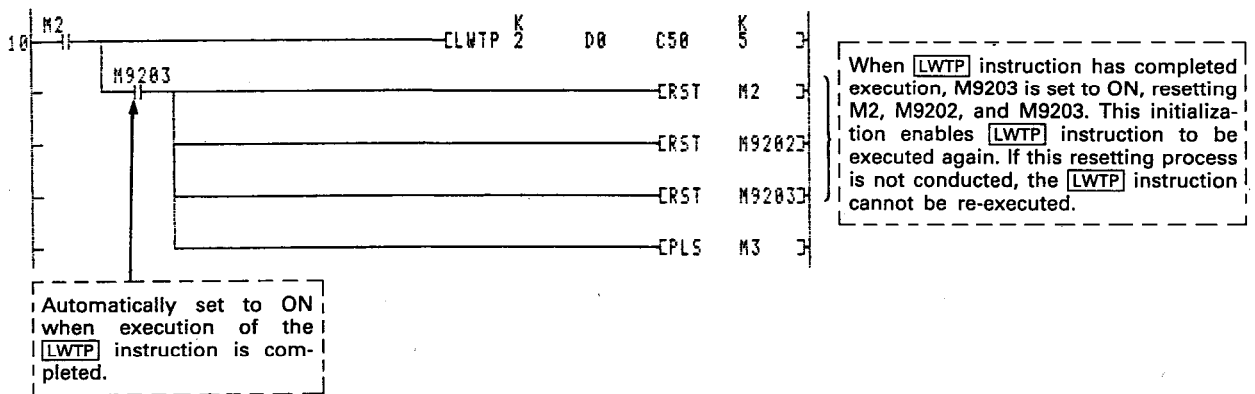 M2
10 [LWTP K 2 D0 C50 K 5 ]
M9203
[RST M2 ]
[RST M9202]
[RST M9203]
[PLS M3 ]
When LWTP instruction has completed
execution, M9203 is set to ON, resetting
M2, M9202, and M9203. This initializa-
tion enables LWTP instruction to be
executed again. If this resetting process
is not conducted, the LWTP instruction
cannot be re-executed.
Automatically set to ON
when execution of the
LWTP instruction is com-
pleted.